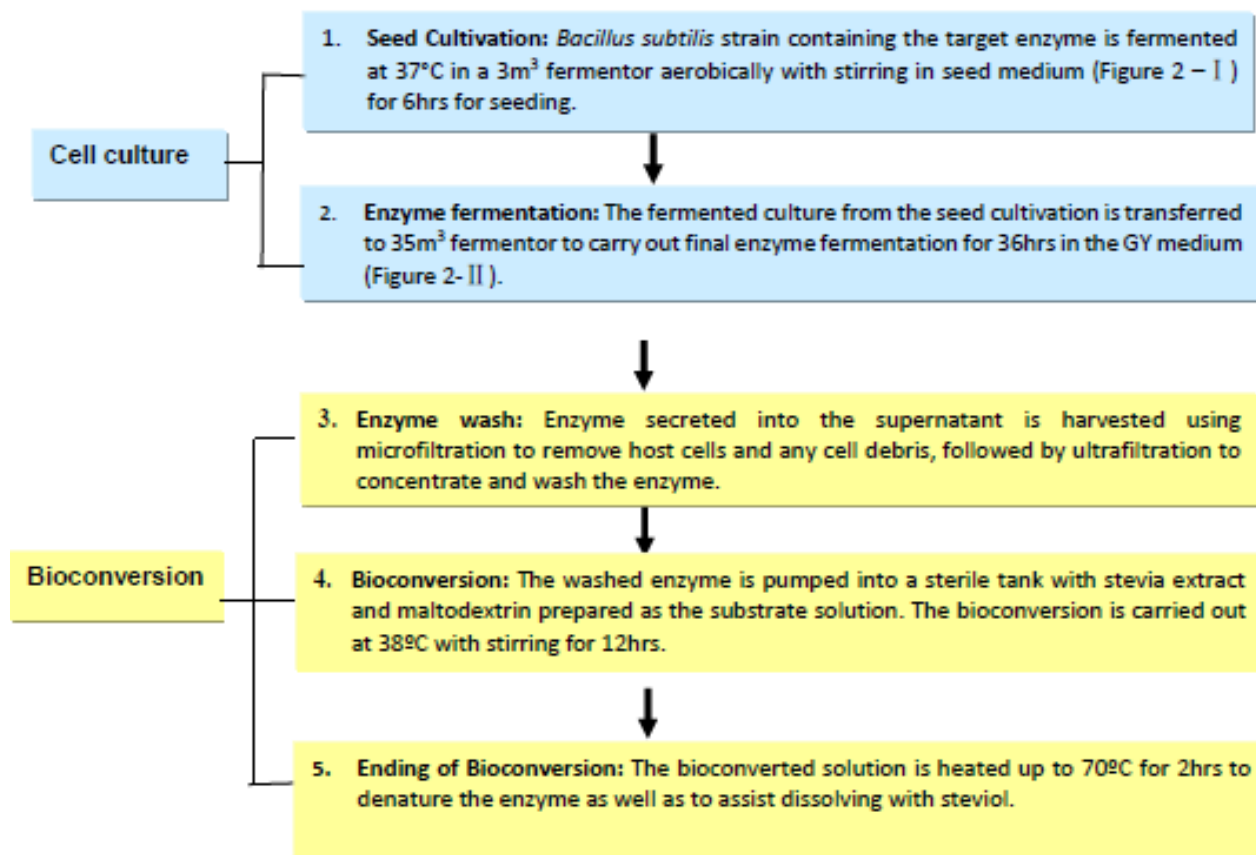 1. Seed Cultivation: Bacillus subtilis strain containing the target enzyme is fermented
at 37°C in a 3m³ fermentor aerobically with stirring in seed medium (Figure 2 – Ⅰ )
for 6hrs for seeding.
Cell culture
2. Enzyme fermentation: The fermented culture from the seed cultivation is transferred
to 35m³ fermentor to carry out final enzyme fermentation for 36hrs in the GY medium
(Figure 2- Ⅱ ).
3. Enzyme wash: Enzyme secreted into the supernatant is harvested using
microfiltration to remove host cells and any cell debris, followed by ultrafiltration to
concentrate and wash the enzyme.
Bioconversion
4. Bioconversion: The washed enzyme is pumped into a sterile tank with stevia extract
and maltodextrin prepared as the substrate solution. The bioconversion is carried out
at 38ºC with stirring for 12hrs.
5. Ending of Bioconversion: The bioconverted solution is heated up to 70ºC for 2hrs to
denature the enzyme as well as to assist dissolving with steviol.